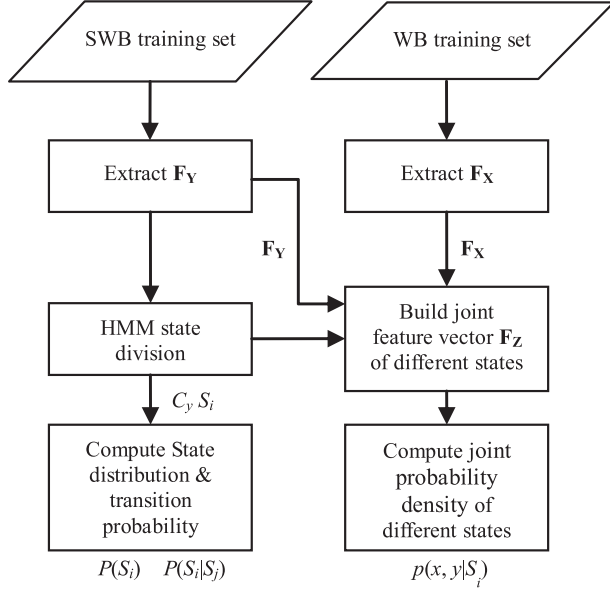 SWB training set
WB training set
Extract F_Y
Extract F_X
F_Y
F_X
HMM state
division
Build joint
feature vector F_Z
of different states
C_y S_i
Compute State
distribution &
transition
probability
Compute joint
probability
density of
different states
P(S_i) P(S_i|S_j)
p(x, y|S_i)